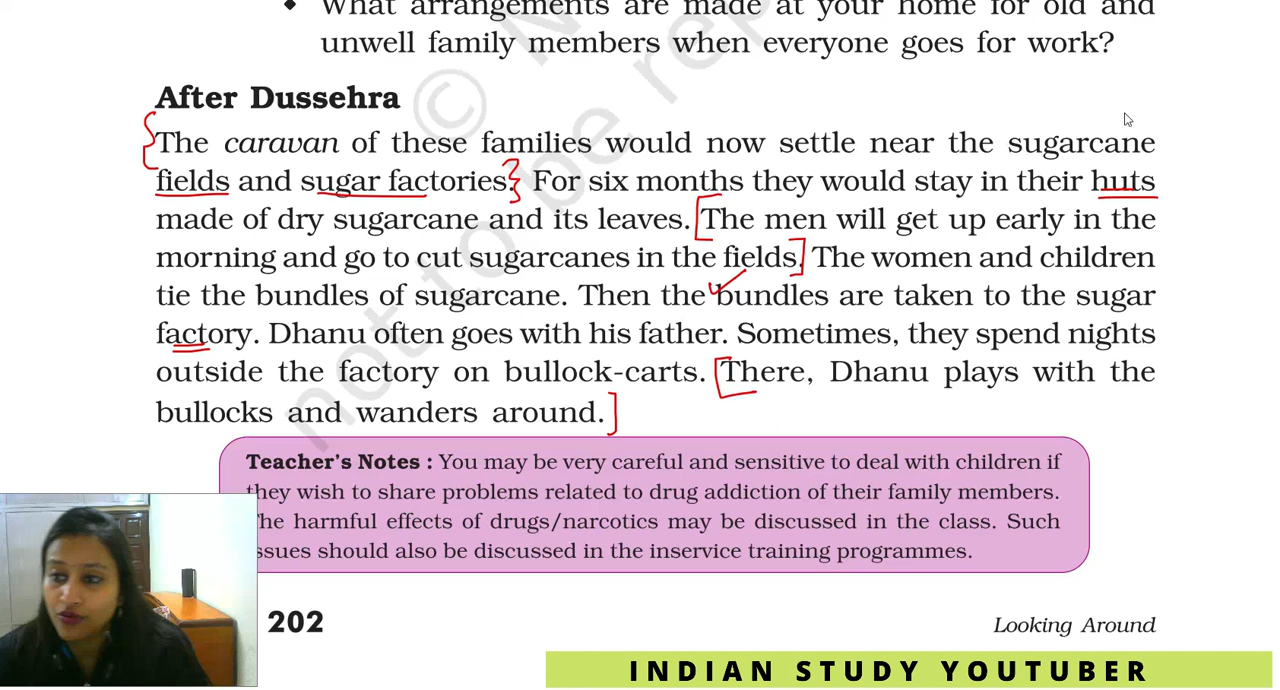 What arrangements are made at your home for old and
unwell family members when everyone goes for work?
After Dussehra
The caravan of these families would now settle near the sugarcane
fields and sugar factories. For six months they would stay in their huts
made of dry sugarcane and its leaves. The men will get up early in the
morning and go to cut sugarcanes in the fields. The women and children
tie the bundles of sugarcane. Then the bundles are taken to the sugar
factory. Dhanu often goes with his father. Sometimes, they spend nights
outside the factory on bullock-carts. There, Dhanu plays with the
bullocks and wanders around.
Teacher's Notes : You may be very careful and sensitive to deal with children if
they wish to share problems related to drug addiction of their family members.
The harmful effects of drugs/narcotics may be discussed in the class. Such
issues should also be discussed in the inservice training programmes.
202
Looking Around
INDIAN STUDY YOUTUBER
© N
not to be rep